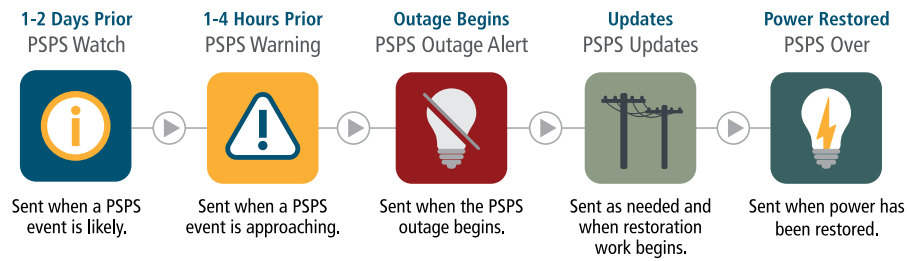 1-2 Days Prior
PSPS Watch
Sent when a PSPS
event is likely.
1-4 Hours Prior
PSPS Warning
Sent when a PSPS
event is approaching.
Outage Begins
PSPS Outage Alert
Sent when the PSPS
outage begins.
Updates
PSPS Updates
Sent as needed and
when restoration
work begins.
Power Restored
PSPS Over
Sent when power has
been restored.